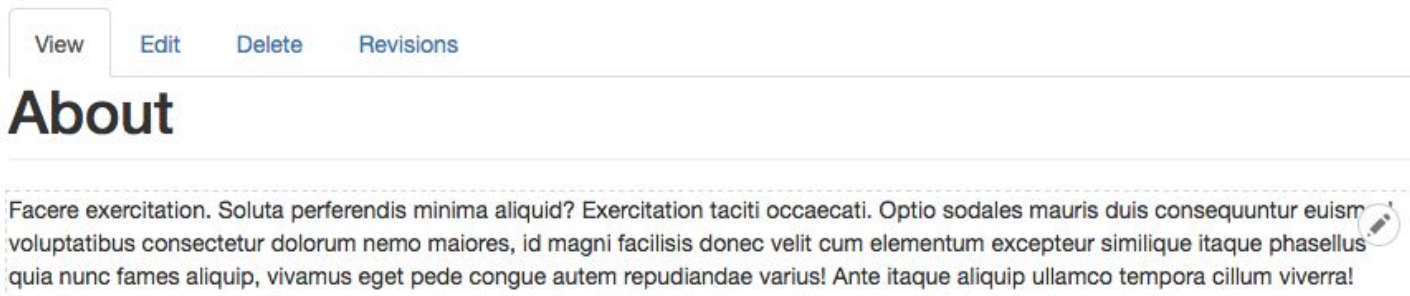 View Edit Delete Revisions
About
Facere exercitation. Soluta perferendis minima aliquid? Exercitation taciti occaecati. Optio sodales mauris duis consequuntur
voluptatibus consectetur dolorum nemo maiores, id magni facilisis donec velit cum elementum excepteur similique itaque phasellus
quia nunc fames aliquip, vivamus eget pede congue autem repudiandae varius! Ante itaque aliquip ullamco tempora cillum viverra!